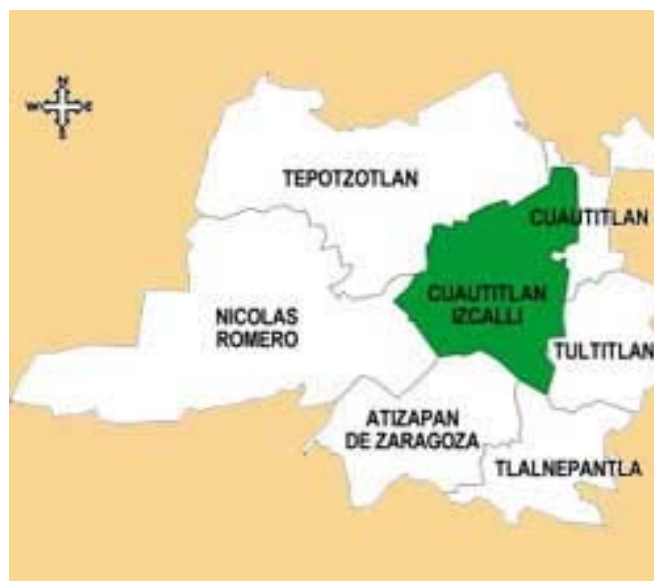 N
W E
S
TEPOTZOTLAN
CUAUTITLAN
CUAUTITLAN
IZCALLI
NICOLAS
ROMERO
TULTITLAN
ATIZAPAN
DE ZARAGOZA
TLALNEPANTLA